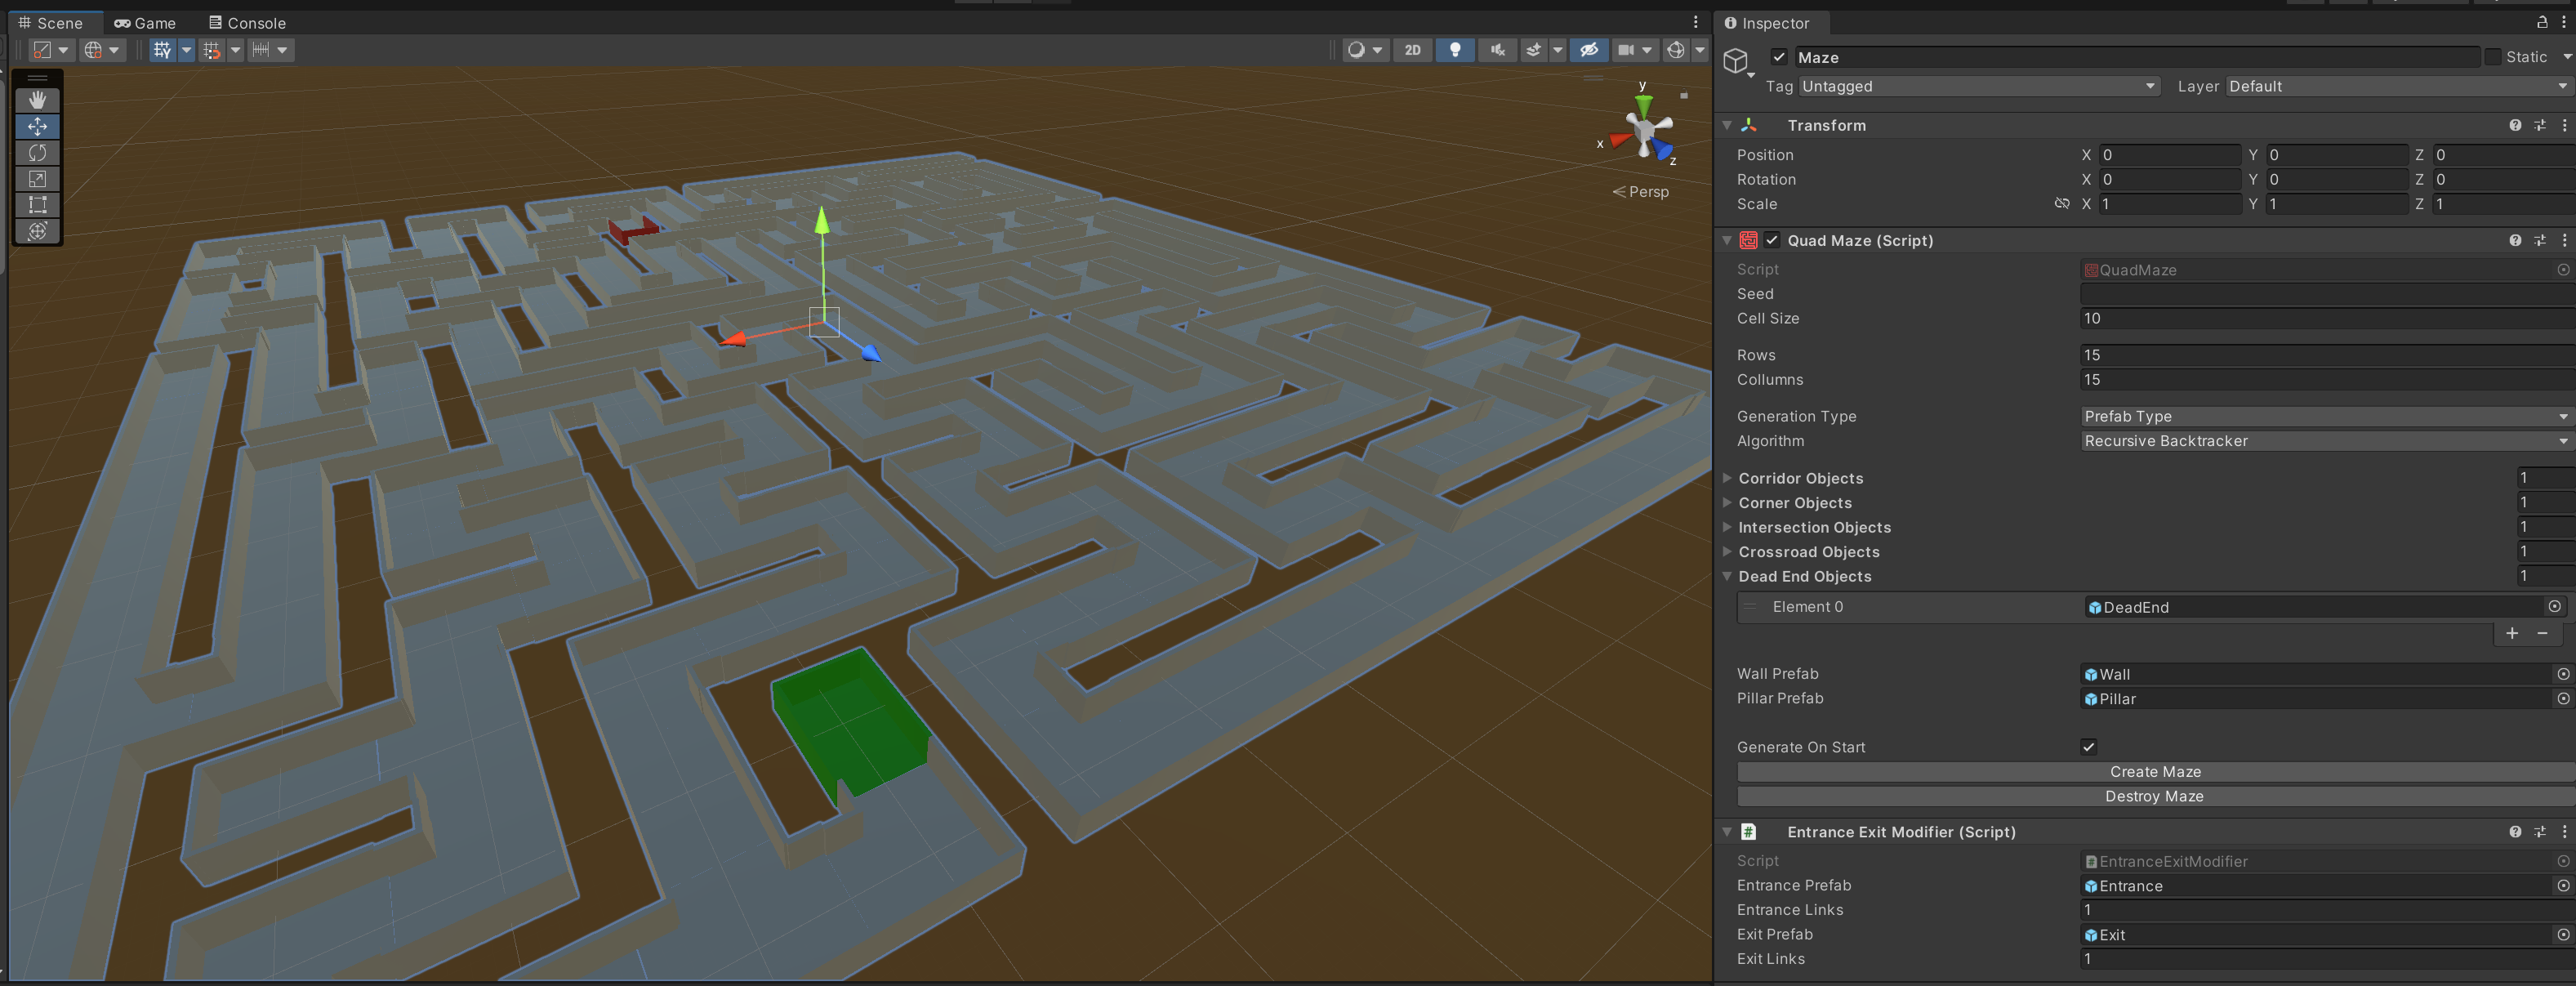 Scene Game Console
2D
y
x
z
Persp
Inspector
Maze Static
Tag Untagged Layer Default
Transform
Position X 0 Y 0 Z 0
Rotation X 0 Y 0 Z 0
Scale X 1 Y 1 Z 1
Quad Maze (Script)
Script QuadMaze
Seed
Cell Size 10
Rows 15
Collumns 15
Generation Type Prefab Type
Algorithm Recursive Backtracker
Corridor Objects 1
Corner Objects 1
Intersection Objects 1
Crossroad Objects 1
Dead End Objects 1
Element 0 DeadEnd
Wall Prefab Wall
Pillar Prefab Pillar
Generate On Start
Create Maze
Destroy Maze
Entrance Exit Modifier (Script)
Script EntranceExitModifier
Entrance Prefab Entrance
Entrance Links 1
Exit Prefab Exit
Exit Links 1